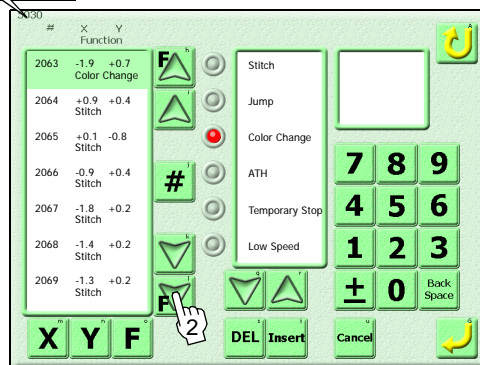 3030
# X Y
Function
2063 -1.9 +0.7
Color Change
2064 +0.9 +0.4
Stitch
2065 +0.1 -0.8
Stitch
2066 -0.9 +0.4
Stitch
2067 -1.8 +0.2
Stitch
2068 -1.4 +0.2
Stitch
2069 -1.3 +0.2
Stitch
F
#
F
2
X Y F
Stitch
Jump
Color Change
ATH
Temporary Stop
Low Speed
DEL Insert
7 8 9
4 5 6
1 2 3
± 0 Back Space
Cancel